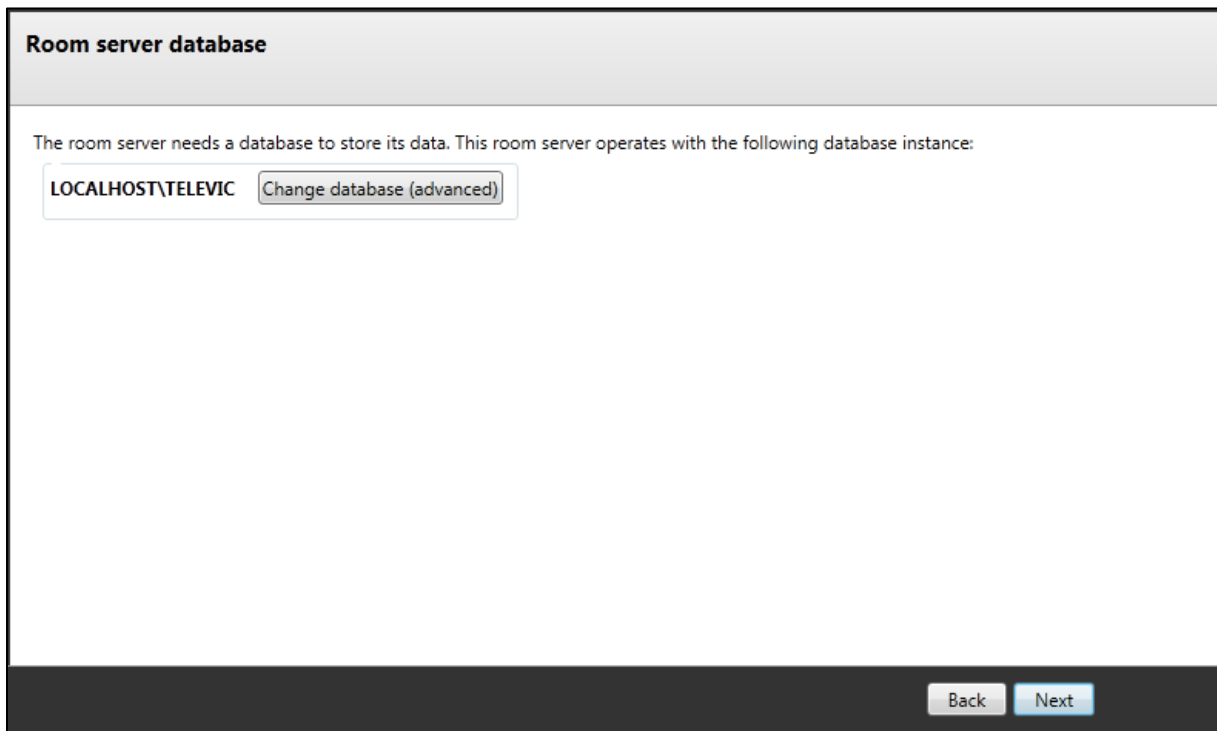 Room server database
The room server needs a database to store its data. This room server operates with the following database instance:
LOCALHOST\TELEVIC Change database (advanced)
Back Next